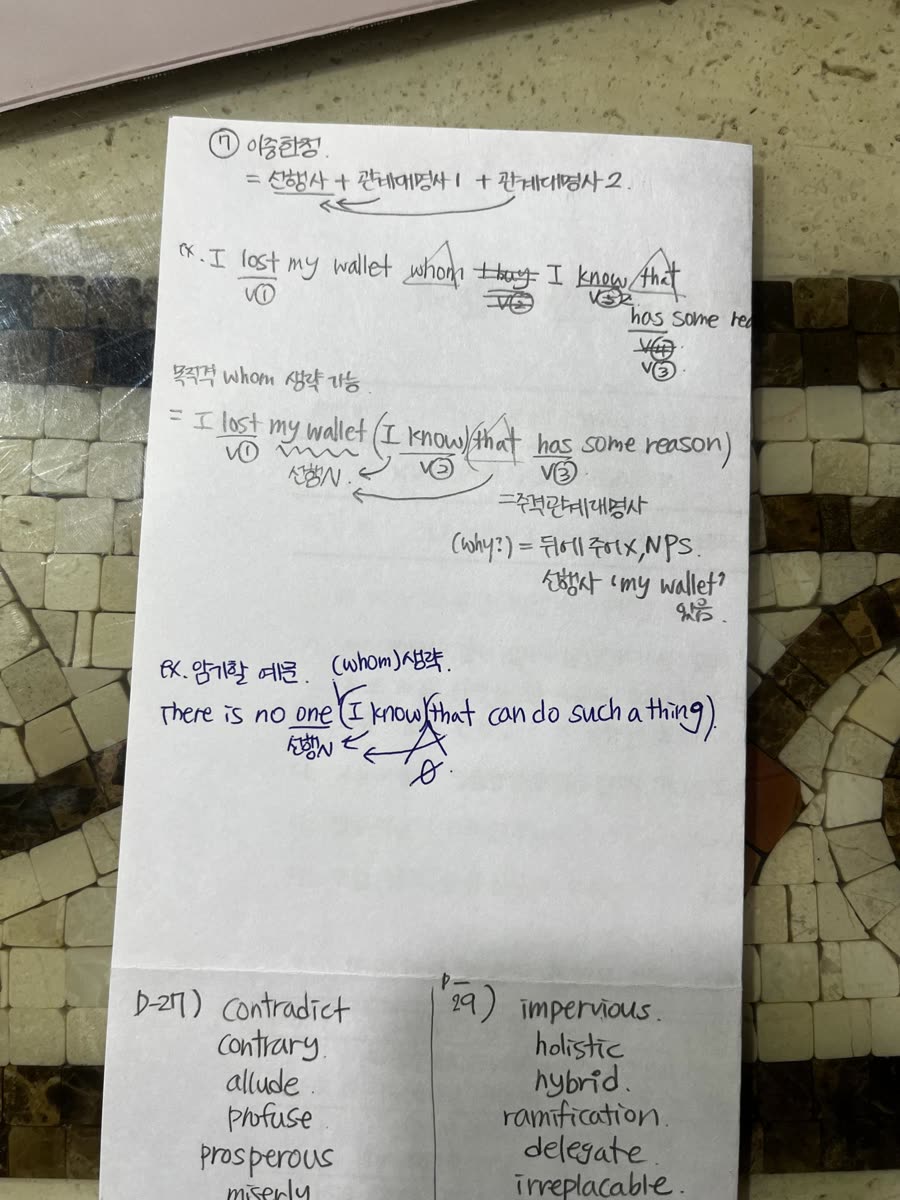 ⑦ 이중한정.
= 선행사 + 관계대명사1 + 관계대명사2.
ex. I lost my wallet whom I know that
V① V② V⑤2
has some rea
V④
V③.
목적격 whom 생략가능.
= I lost my wallet (I know)(that has some reason)
V① V② V③.
선행N.
=주격관계대명사
(why?) = 뒤에 주어X, NPS.
선행사 'my wallet'
있음.
ex. 암기할 예문. (whom)생략.
There is no one (I know)(that can do such a thing).
선행N
D-27) contradict
contrary.
allude.
profuse
prosperous
miserly
D-29) impervious.
holistic
hybrid.
ramification.
delegate.
irreplacable.